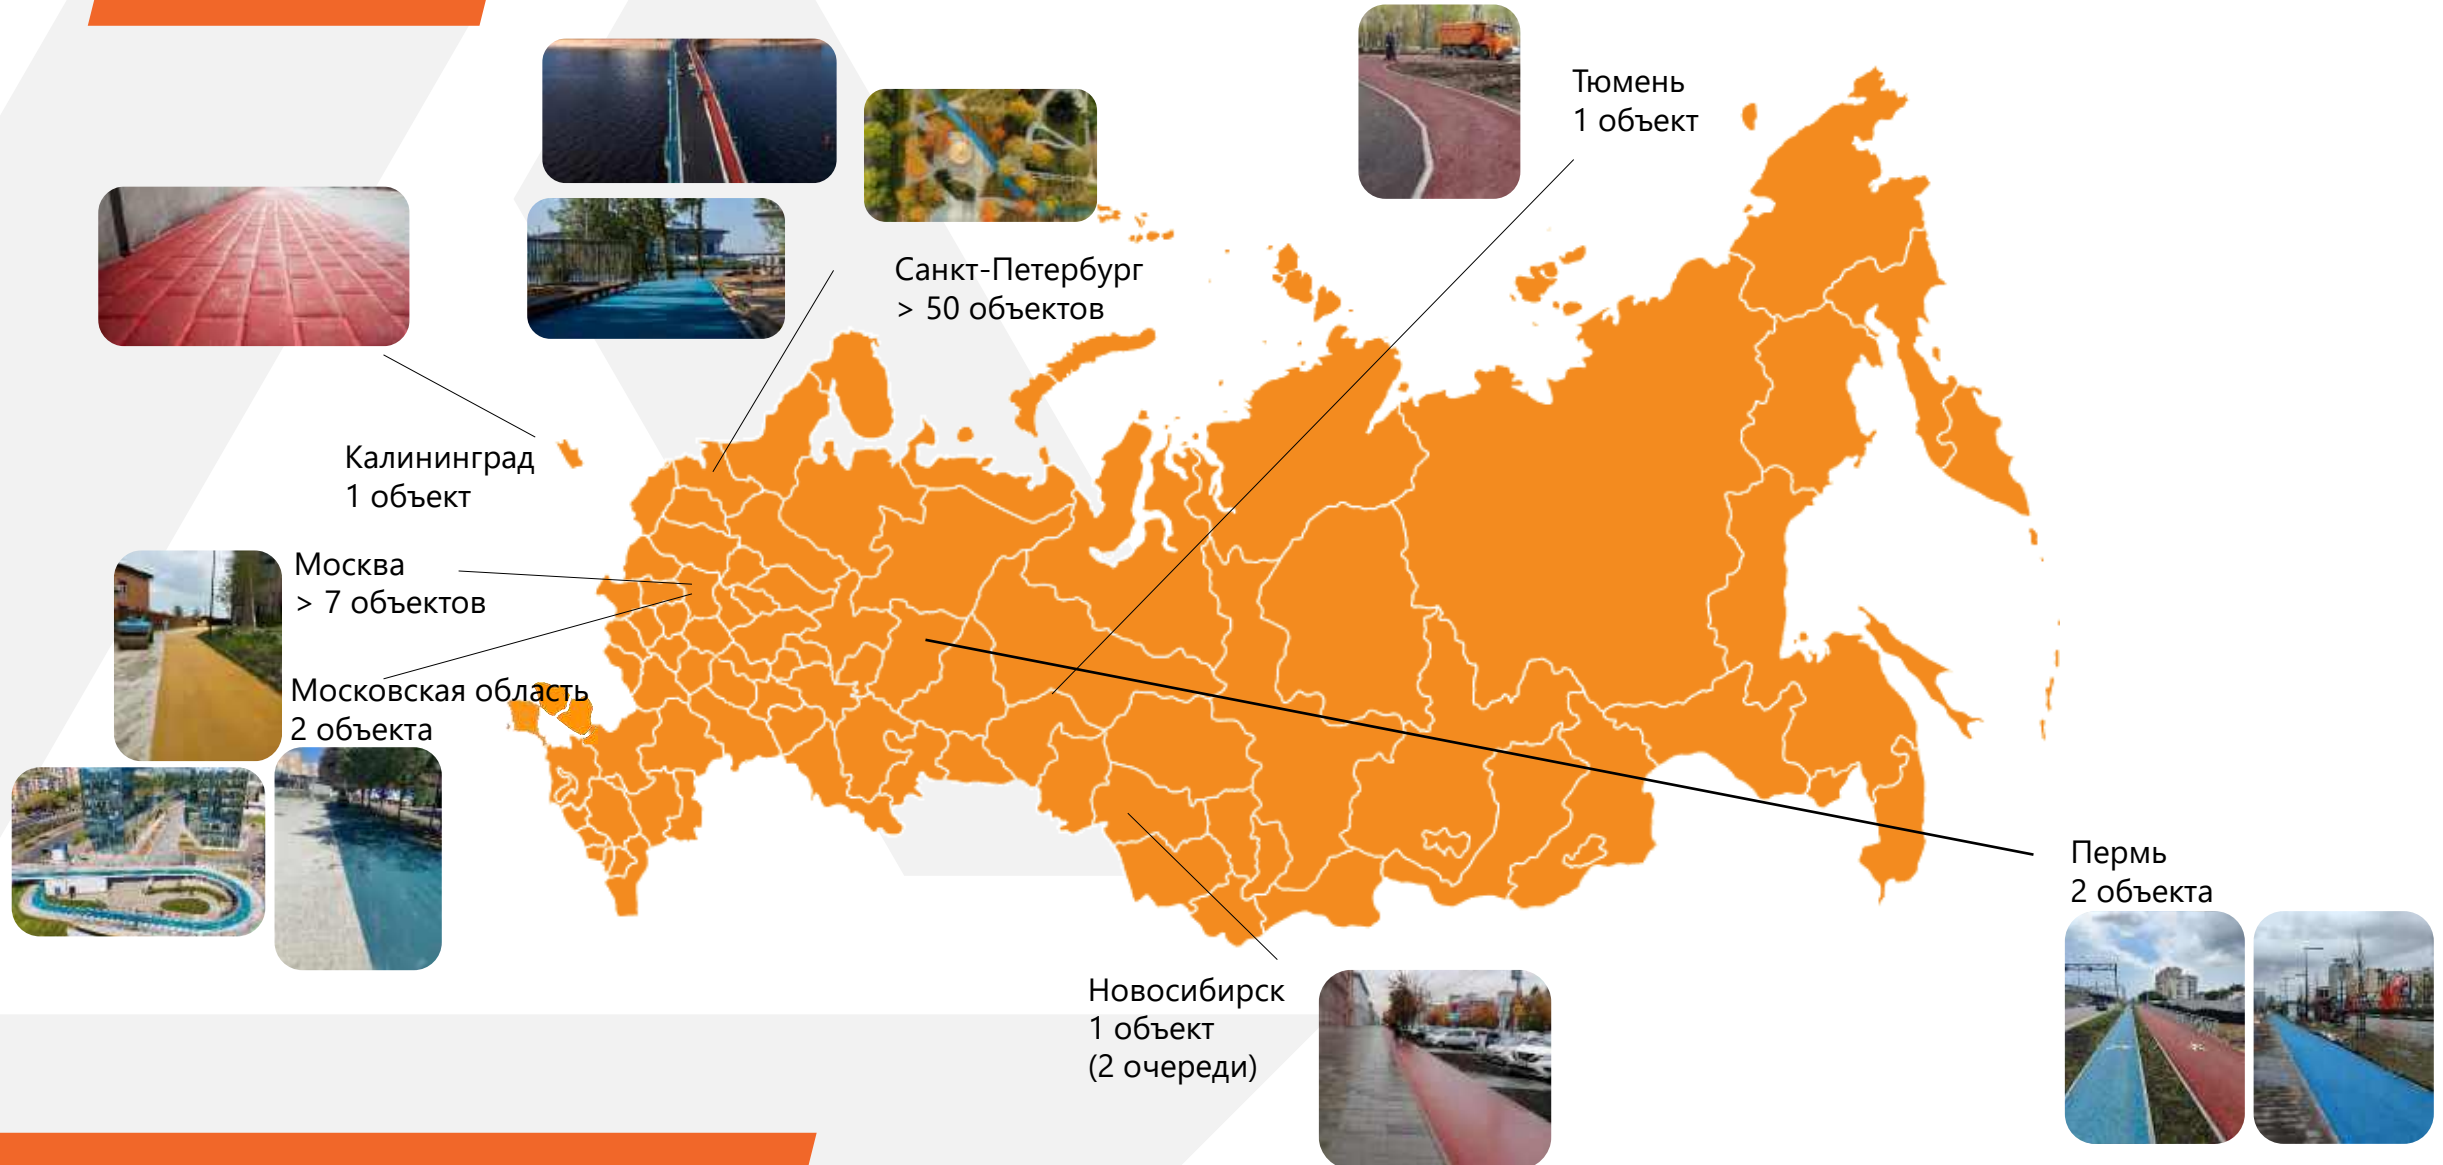 Тюмень
1 объект
Санкт-Петербург
> 50 объектов
Калининград
1 объект
Москва
> 7 объектов
Московская область
2 объекта
Пермь
2 объекта
Новосибирск
1 объект
(2 очереди)